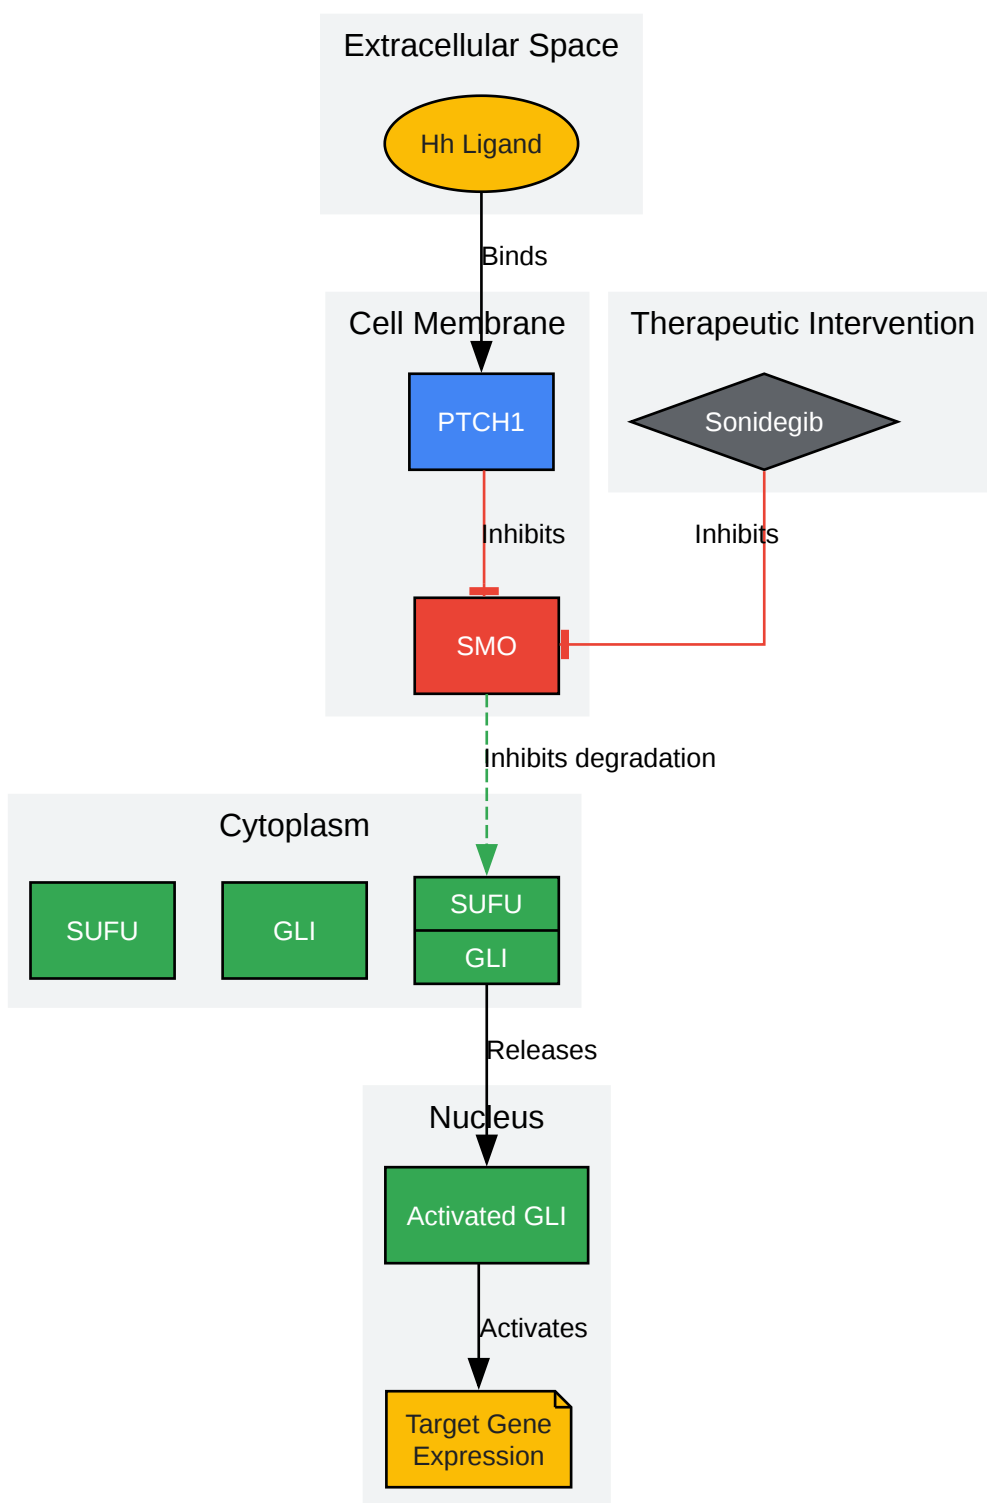 Extracellular Space
Hh Ligand
Binds
Cell Membrane
Therapeutic Intervention
PTCH1
Sonidegib
Inhibits
Inhibits
SMO
Inhibits degradation
Cytoplasm
SUFU
GLI
SUFU
GLI
Releases
Nucleus
Activated GLI
Activates
Target Gene
Expression